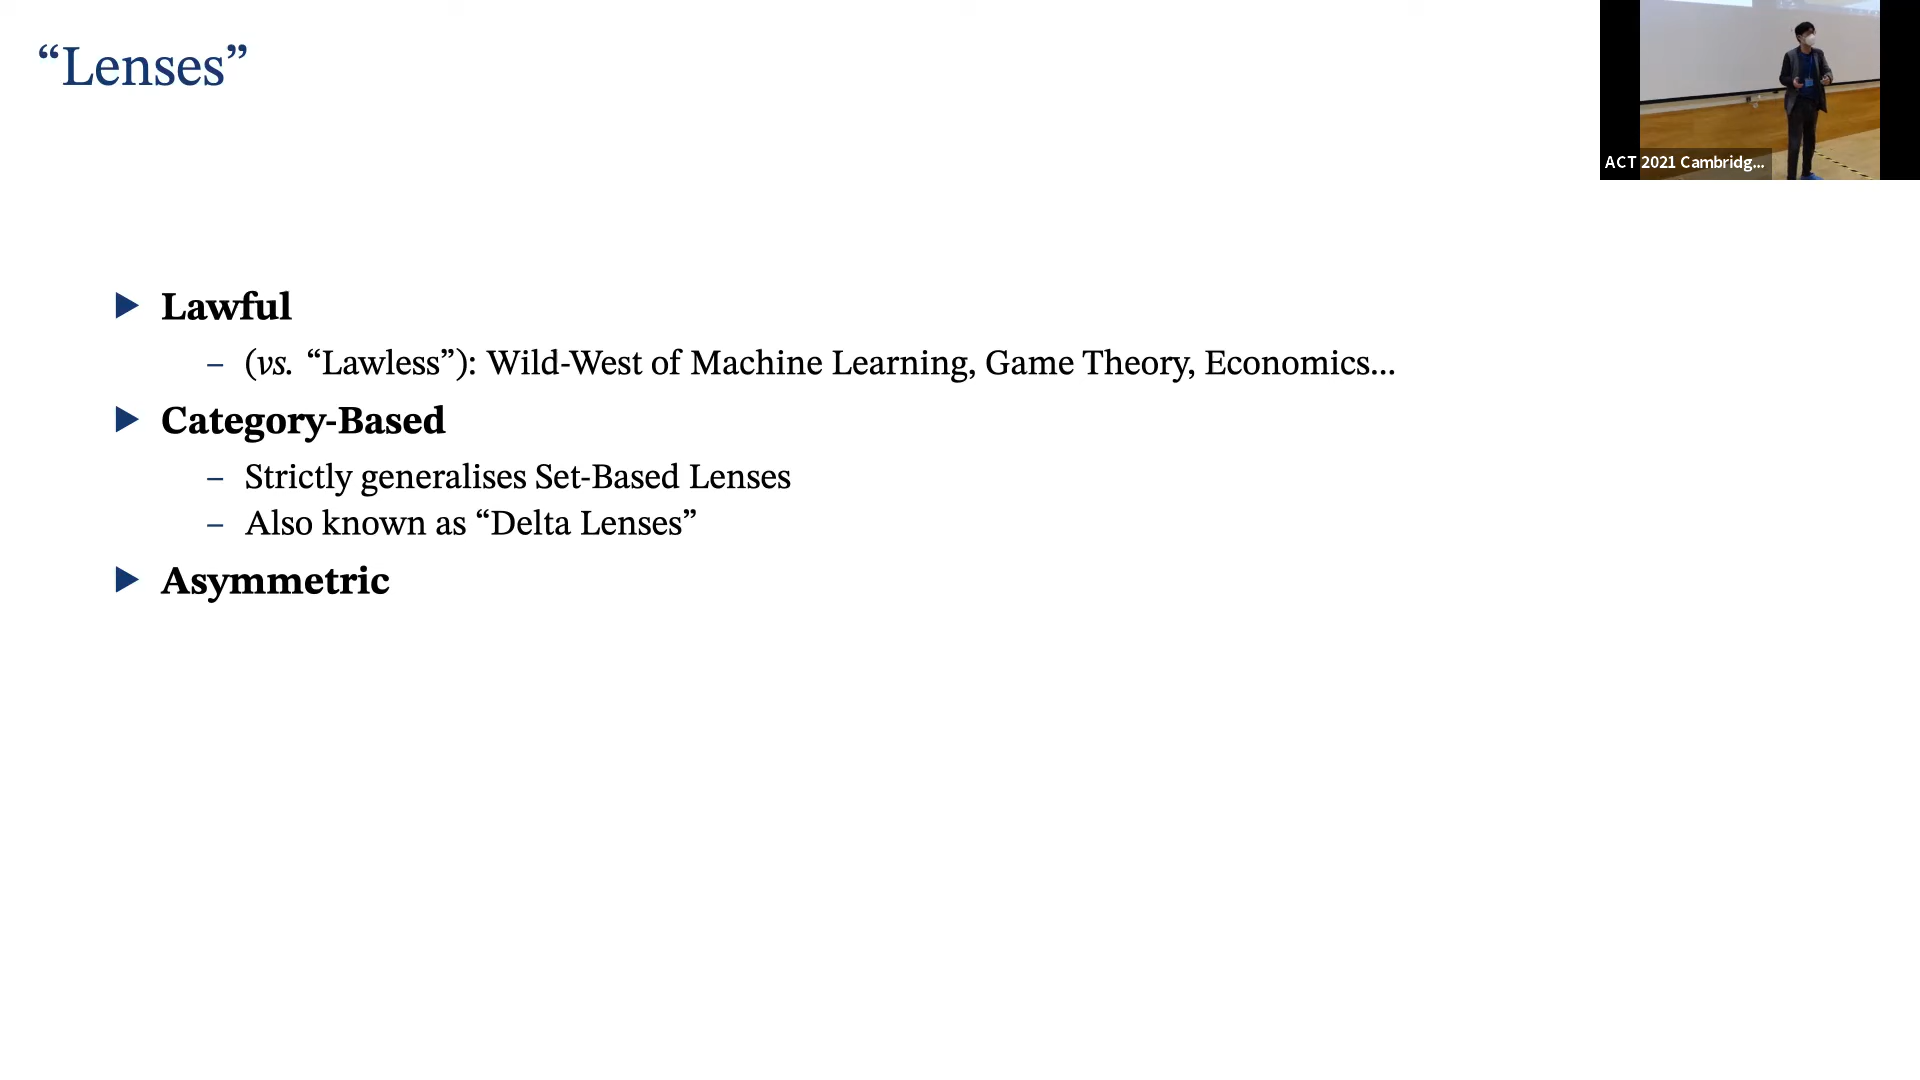 “Lenses”
ACT 2021 Cambridg...
▶ Lawful
– (vs. “Lawless”): Wild-West of Machine Learning, Game Theory, Economics...
▶ Category-Based
– Strictly generalises Set-Based Lenses
– Also known as “Delta Lenses”
▶ Asymmetric